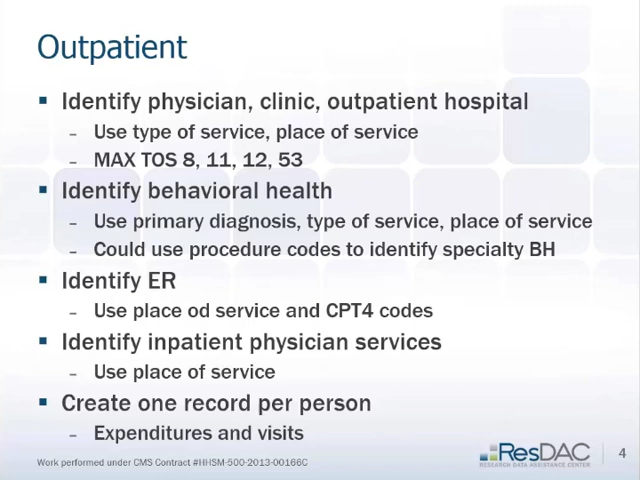 Outpatient
▪ Identify physician, clinic, outpatient hospital
– Use type of service, place of service
– MAX TOS 8, 11, 12, 53
▪ Identify behavioral health
– Use primary diagnosis, type of service, place of service
– Could use procedure codes to identify specialty BH
▪ Identify ER
– Use place od service and CPT4 codes
▪ Identify inpatient physician services
– Use place of service
▪ Create one record per person
– Expenditures and visits
Work performed under CMS Contract #HHSM-500-2013-00166C
ResDAC
RESEARCH DATA ASSISTANCE CENTER
4